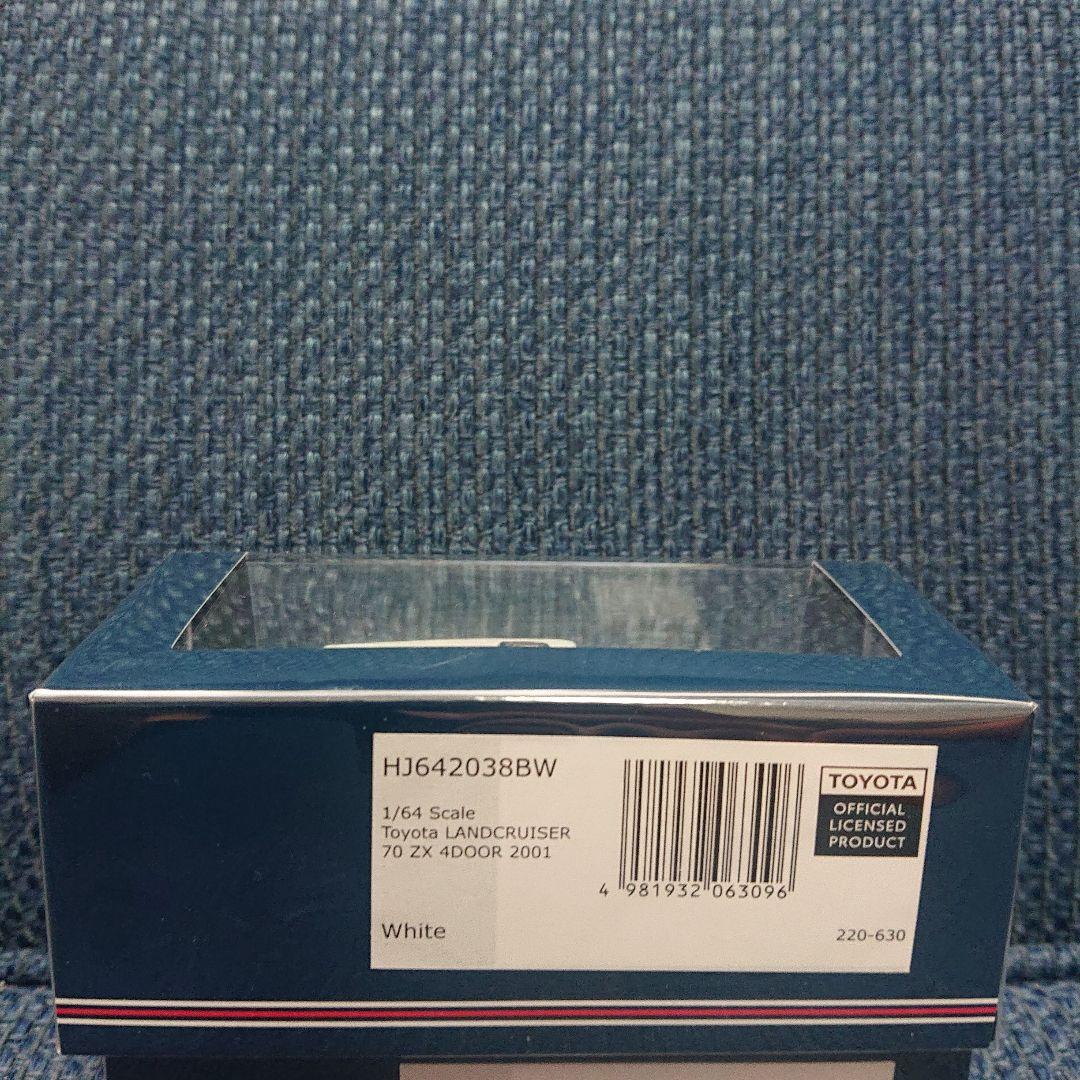 HJ642038BW
1/64 Scale
Toyota LANDCRUISER
70 ZX 4DOOR 2001
White
4 981932 063096
TOYOTA
OFFICIAL
LICENSED
PRODUCT
220-630